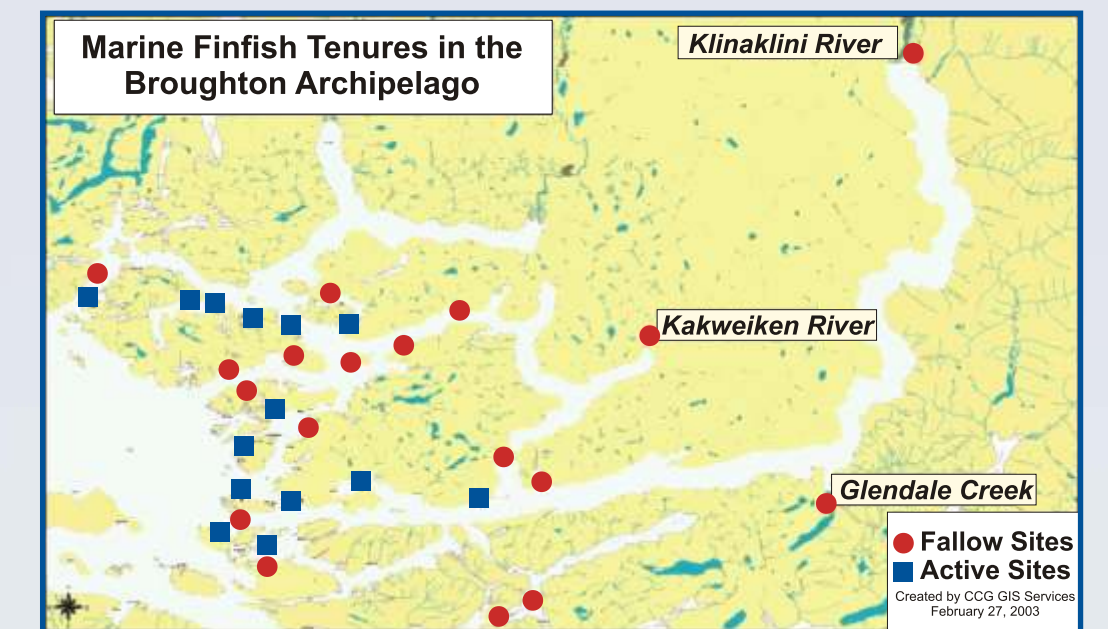 Marine Finfish Tenures in the
Broughton Archipelago
Klinaklini River
Kakweiken River
Glendale Creek
Fallow Sites
Active Sites
Created by CCG GIS Services
February 27, 2003